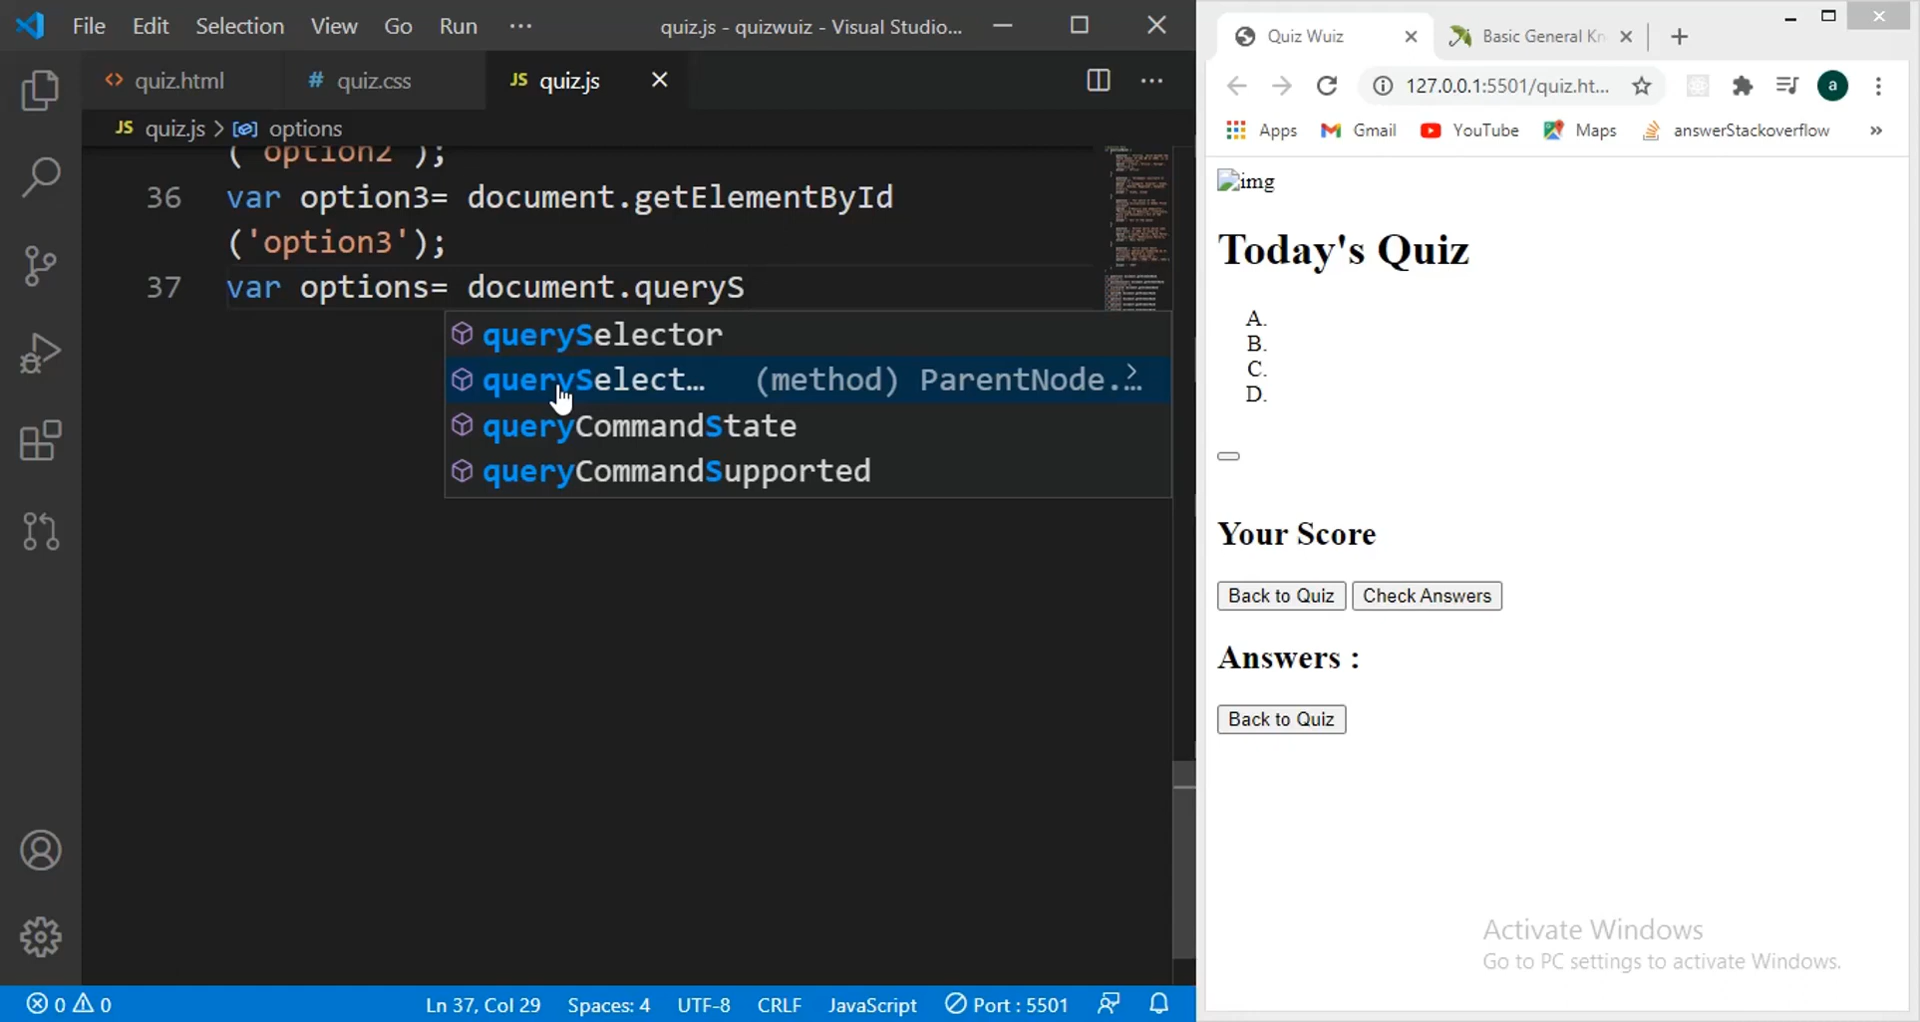 File Edit Selection View Go Run ··· quiz.js - quizwuiz - Visual Studio...
quiz.html # quiz.css JS quiz.js
JS quiz.js > options
('option2');
36 var option3= document.getElementById
('option3');
37 var options= document.queryS
querySelector
querySelect... (method) ParentNode.…
queryCommandState
queryCommandSupported
0 0 Ln 37, Col 29 Spaces: 4 UTF-8 CRLF JavaScript Port : 5501
Quiz Wuiz Basic General Kn
127.0.0.1:5501/quiz.ht... a
Apps Gmail YouTube Maps answerStackoverflow »
img
Today's Quiz
A.
B.
C.
D.
Your Score
Back to Quiz Check Answers
Answers :
Back to Quiz
Activate Windows
Go to PC settings to activate Windows.